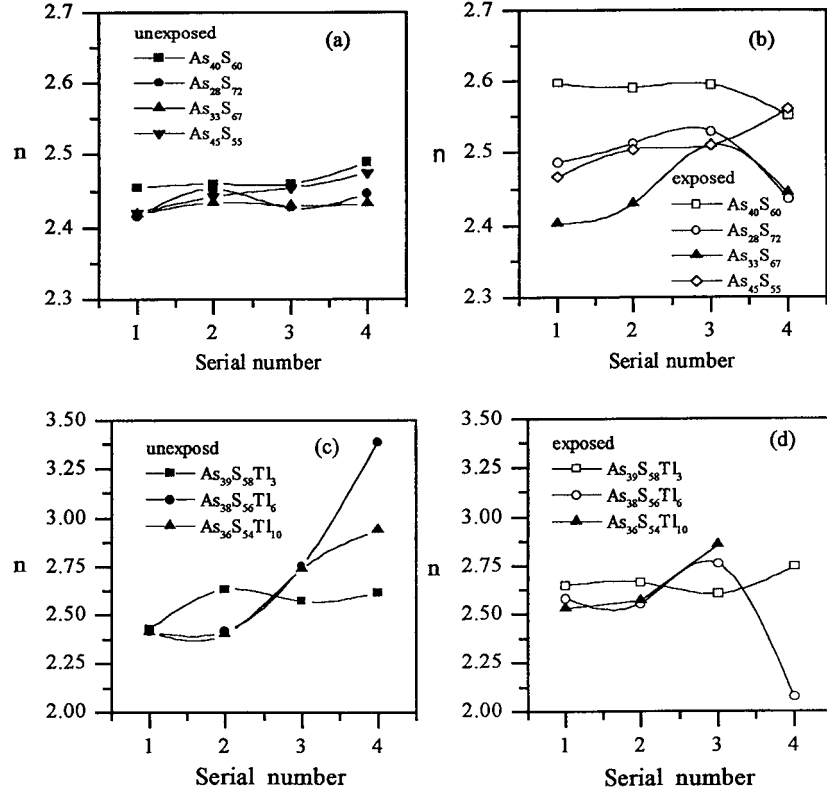 2.7
unexposed
(a)
As₄₀S₆₀
As₂₈S₇₂
As₃₃S₆₇
As₄₅S₅₅
2.6
n
2.5
2.4
2.3
1 2 3 4
Serial number
2.7
(b)
2.6
n
2.5
exposed
As₄₀S₆₀
As₂₈S₇₂
As₃₃S₆₇
As₄₅S₅₅
2.4
2.3
1 2 3 4
Serial number
3.50
unexposd
(c)
As₃₉S₅₈Tl₃
As₃₈S₅₆Tl₆
As₃₆S₅₄Tl₁₀
3.25
3.00
n
2.75
2.50
2.25
2.00
1 2 3 4
Serial number
3.50
exposed
(d)
As₃₉S₅₈Tl₃
As₃₈S₅₆Tl₆
As₃₆S₅₄Tl₁₀
3.25
3.00
n
2.75
2.50
2.25
2.00
1 2 3 4
Serial number